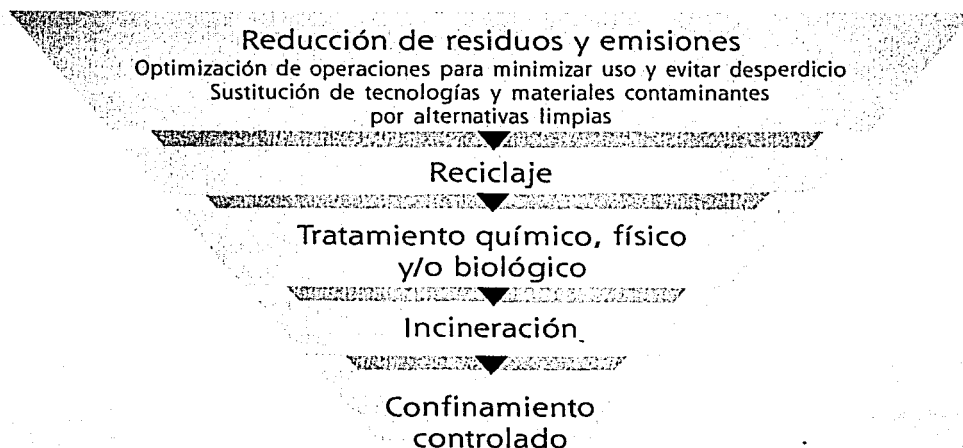 Reducción de residuos y emisiones
Optimización de operaciones para minimizar uso y evitar desperdicio
Sustitución de tecnologías y materiales contaminantes
por alternativas limpias
Reciclaje
Tratamiento químico, físico
y/o biológico
Incineración
Confinamiento
controlado